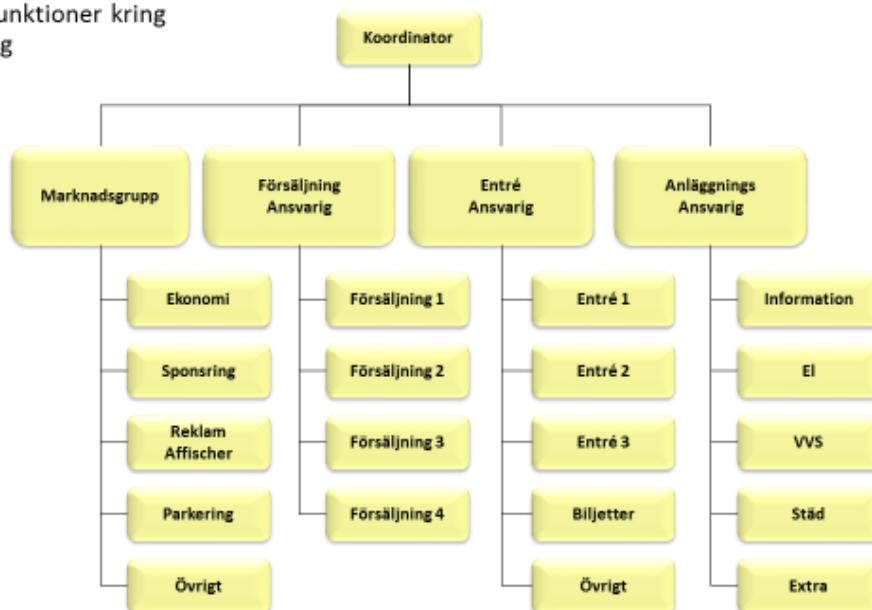 unktioner kring
g
Koordinator
Marknadsgrupp
Försäljning
Ansvarig
Entré
Ansvarig
Anläggnings
Ansvarig
Ekonomi
Försäljning 1
Entré 1
Information
Sponsring
Försäljning 2
Entré 2
El
Reklam
Affischer
Försäljning 3
Entré 3
VVS
Parkering
Försäljning 4
Biljetter
Städ
Övrigt
Övrigt
Extra